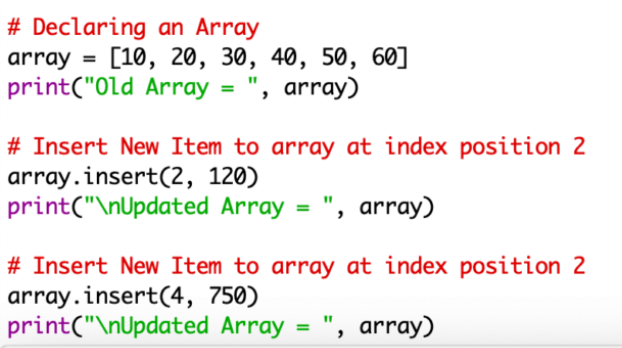 # Declaring an Array
array = [10, 20, 30, 40, 50, 60]
print("Old Array = ", array)
# Insert New Item to array at index position 2
array.insert(2, 120)
print("\nUpdated Array = ", array)
# Insert New Item to array at index position 2
array.insert(4, 750)
print("\nUpdated Array = ", array)